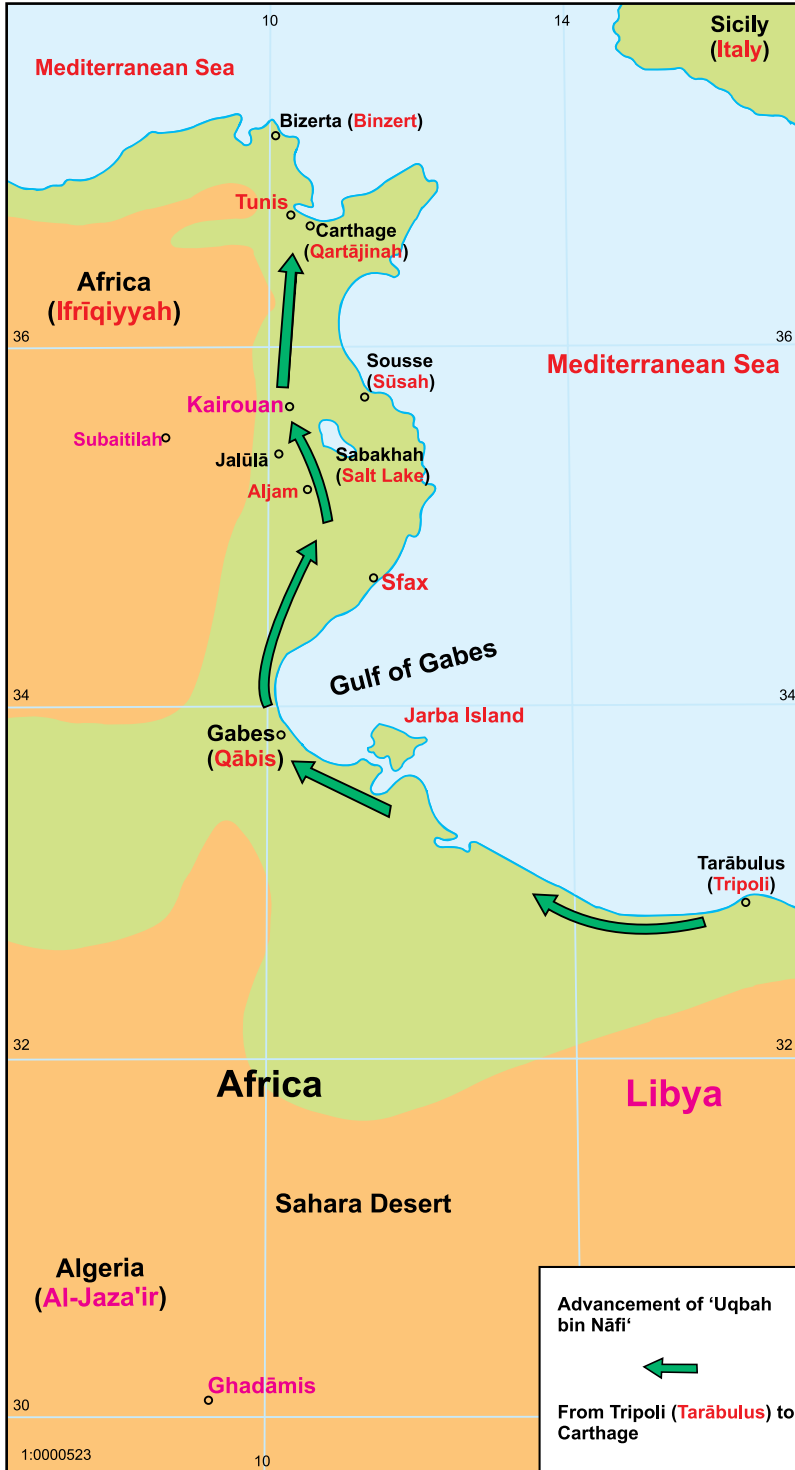 10
14
Sicily
(Italy)
Mediterranean Sea
Bizerta (Binzert)
Tunis
Carthage
(Qartājinah)
Africa
(Ifrīqiyyah)
36
36
Sousse
(Sūsah)
Mediterranean Sea
Kairouan
Subaitilah
Jalūlā
Sabakhah
(Salt Lake)
Aljam
Sfax
Gulf of Gabes
34
34
Jarba Island
Gabes
(Qābis)
Tarābulus
(Tripoli)
32
32
Africa
Libya
Sahara Desert
Algeria
(Al-Jaza'ir)
Ghadāmis
30
1:0000523
10
Advancement of ‘Uqbah
bin Nāfi‘
From Tripoli (Tarābulus) to
Carthage